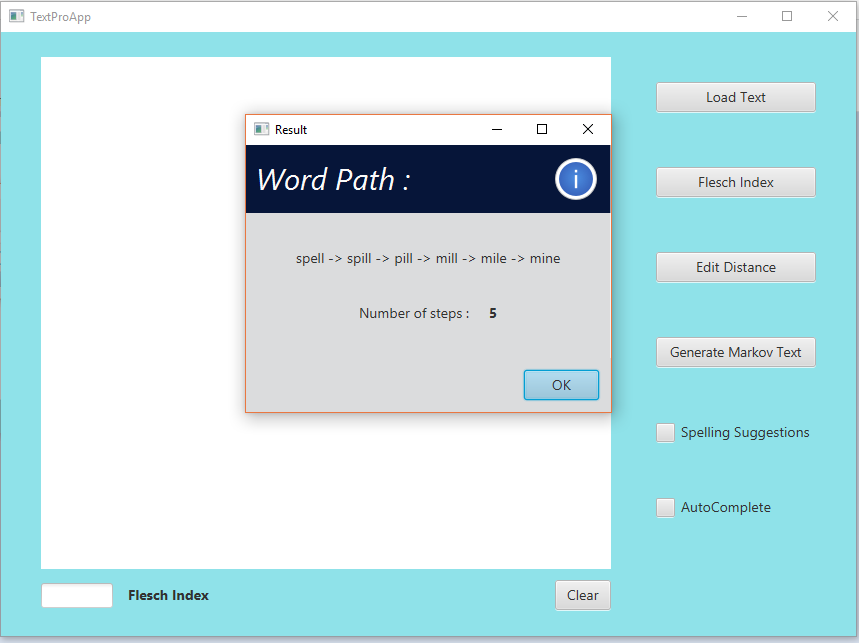 TextProApp
Load Text
Result
Word Path :
i
Flesch Index
spell -> spill -> pill -> mill -> mile -> mine
Edit Distance
Number of steps : 5
Generate Markov Text
OK
Spelling Suggestions
AutoComplete
Flesch Index
Clear